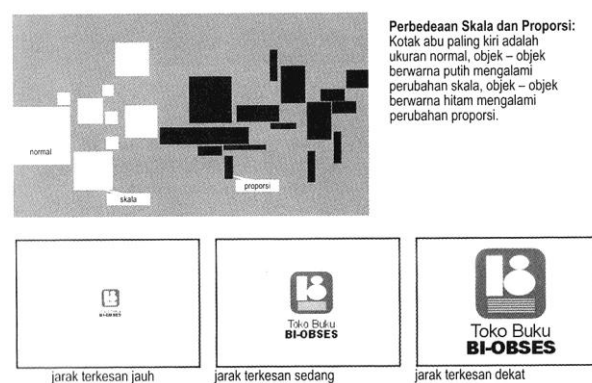 Perbedeaan Skala dan Proporsi:
Kotak abu paling kiri adalah
ukuran normal, objek – objek
berwarna putih mengalami
perubahan skala, objek – objek
berwarna hitam mengalami
perubahan proporsi.
normal
skala
proporsi
BI-OBSES
jarak terkesan jauh
Toko Buku
BI-OBSES
jarak terkesan sedang
Toko Buku
BI-OBSES
jarak terkesan dekat